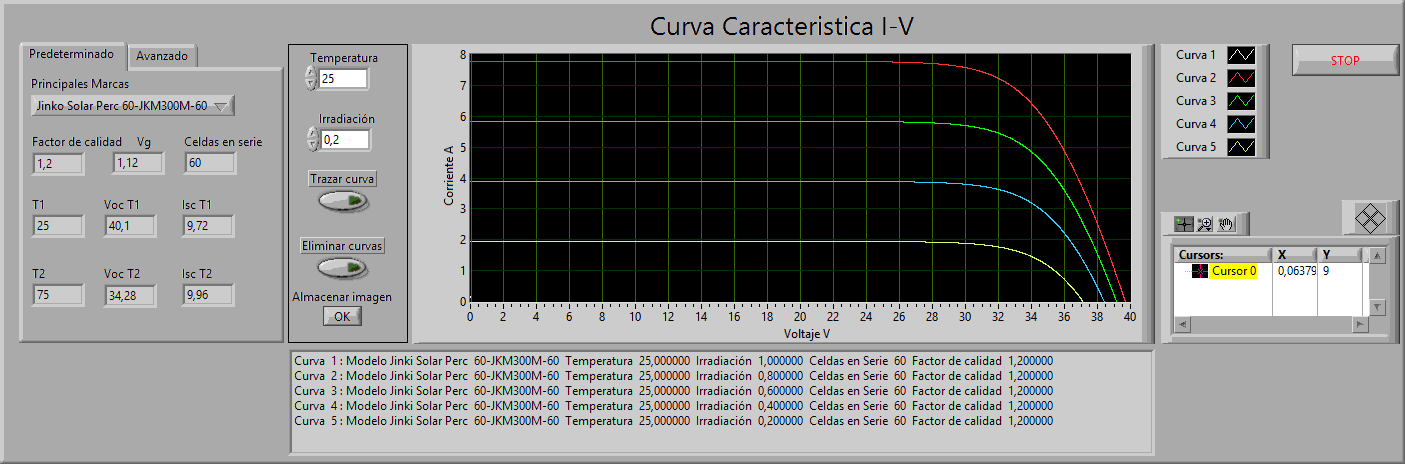 Curva Caracteristica I-V
Predeterminado
Avanzado
Principales Marcas
Jinko Solar Perc 60-JKM300M-60
Factor de calidad Vg Celdas en serie
1,2 1,12 60
T1 Voc T1 Isc T1
25 40,1 9,72
T2 Voc T2 Isc T2
75 34,28 9,96
Temperatura
25
Irradiación
0,2
Trazar curva
Eliminar curvas
Almacenar imagen
OK
Corriente A
8
7
6
5
4
3
2
1
0
0 2 4 6 8 10 12 14 16 18 20 22 24 26 28 30 32 34 36 38 40
Voltaje V
Curva 1
Curva 2
Curva 3
Curva 4
Curva 5
STOP
Cursors: X Y
Cursor 0 0,06379 9
Curva 1 : Modelo Jinki Solar Perc 60-JKM300M-60 Temperatura 25,000000 Irradiación 1,000000 Celdas en Serie 60 Factor de calidad 1,200000
Curva 2 : Modelo Jinki Solar Perc 60-JKM300M-60 Temperatura 25,000000 Irradiación 0,800000 Celdas en Serie 60 Factor de calidad 1,200000
Curva 3 : Modelo Jinki Solar Perc 60-JKM300M-60 Temperatura 25,000000 Irradiación 0,600000 Celdas en Serie 60 Factor de calidad 1,200000
Curva 4 : Modelo Jinki Solar Perc 60-JKM300M-60 Temperatura 25,000000 Irradiación 0,400000 Celdas en Serie 60 Factor de calidad 1,200000
Curva 5 : Modelo Jinki Solar Perc 60-JKM300M-60 Temperatura 25,000000 Irradiación 0,200000 Celdas en Serie 60 Factor de calidad 1,200000